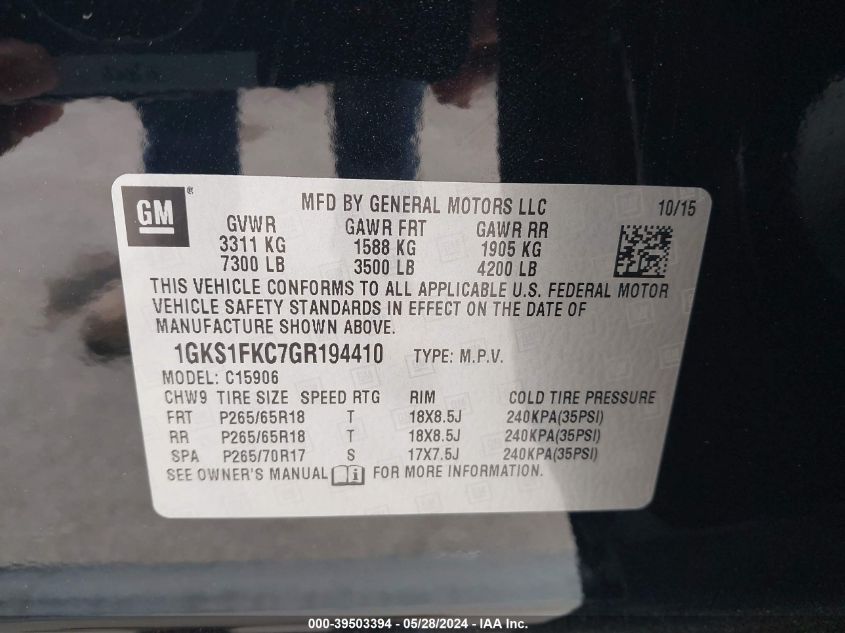 GM ® MFD BY GENERAL MOTORS LLC 10/15
GVWR GAWR FRT GAWR RR
3311 KG 1588 KG 1905 KG
7300 LB 3500 LB 4200 LB
THIS VEHICLE CONFORMS TO ALL APPLICABLE U.S. FEDERAL MOTOR
VEHICLE SAFETY STANDARDS IN EFFECT ON THE DATE OF
MANUFACTURE SHOWN ABOVE.
1GKS1FKC7GR194410 TYPE: M.P.V.
MODEL: C15906
CHW9 TIRE SIZE SPEED RTG RIM COLD TIRE PRESSURE
FRT P265/65R18 T 18X8.5J 240KPA(35PSI)
RR P265/65R18 T 18X8.5J 240KPA(35PSI)
SPA P265/70R17 S 17X7.5J 240KPA(35PSI)
SEE OWNER'S MANUAL i FOR MORE INFORMATION.
000-39503394 - 05/28/2024 - IAA Inc.